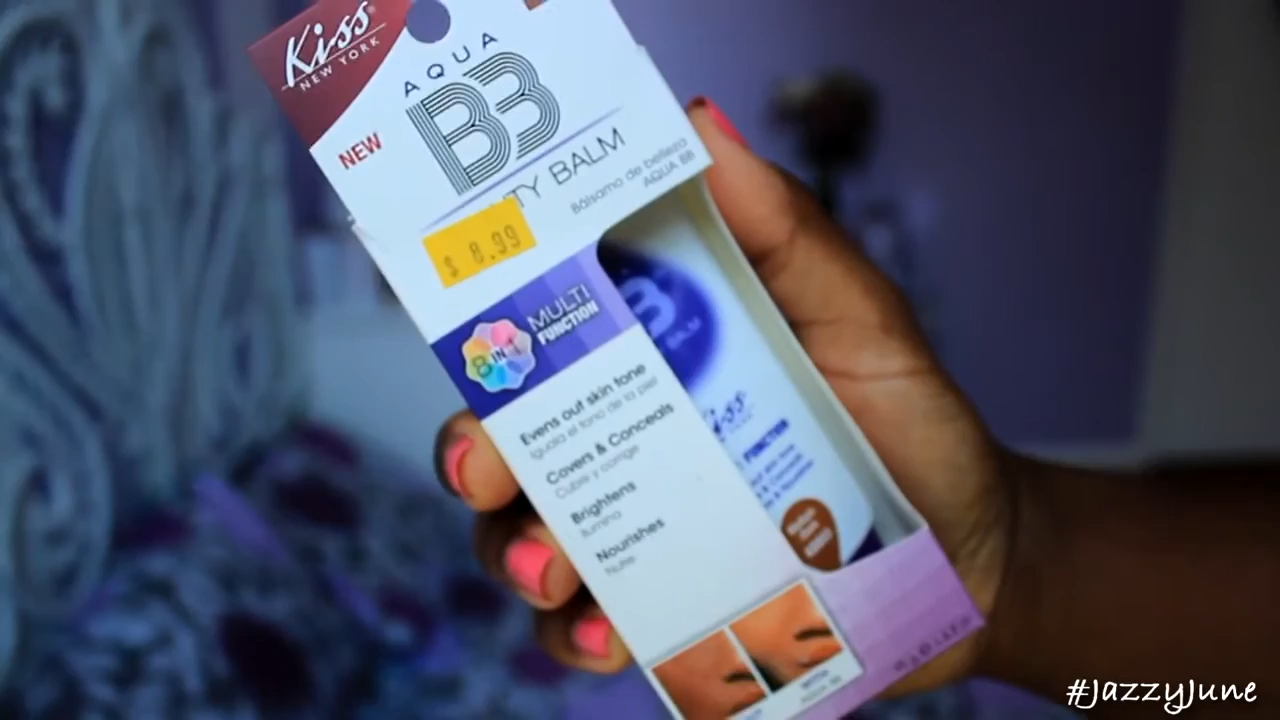 Kiss
NEW YORK
AQUA
BB
NEW
TY BALM
Bálsamo de belleza
AQUA BB
$ 8.99
8 IN 1
MULTI
FUNCTION
Evens out skin tone
Iguala el tono de la piel
Covers & Conceals
Cubre y corrige
Brightens
Ilumina
Nourishes
Nutre
BALM
Kiss
FUNCTION
#JazzyJune